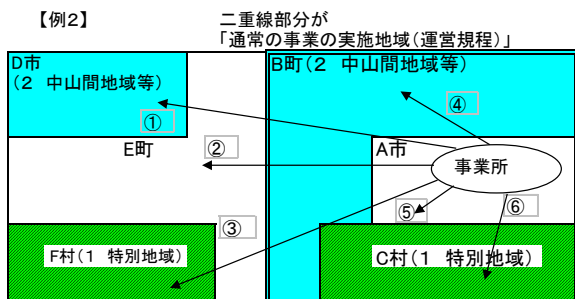 【例2】
二重線部分が
「通常の事業の実施地域(運営規程)」
D市
(2 中山間地域等)
B町(2 中山間地域等)
①
④
E町
②
A市
事業所
⑤
⑥
③
F村(1 特別地域)
C村(1 特別地域)